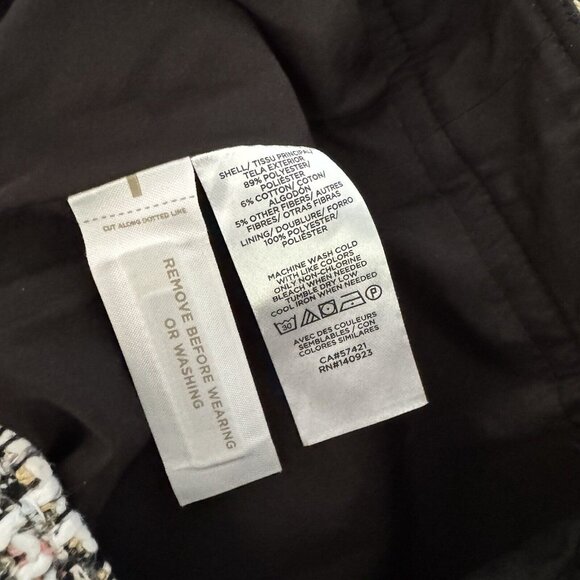 CUT ALONG DOTTED LINE
REMOVE BEFORE WEARING
OR WASHING
SHELL/ TISSU PRINCIPAL/
TELA EXTERIOR
89% POLYESTER/
POLIÉSTER
6% COTTON/ COTON/
ALGODÓN
5% OTHER FIBERS/ AUTRES
FIBRES/ OTRAS FIBRAS
LINING/ DOUBLURE/ FORRO
100% POLYESTER/
POLIÉSTER
MACHINE WASH COLD
WITH LIKE COLORS
ONLY NON-CHLORINE
BLEACH WHEN NEEDED
TUMBLE DRY LOW
COOL IRON WHEN NEEDED
30 P
AVEC DES COULEURS
SEMBLABLES / CON
COLORES SIMILARES
CA#57421
RN#140923